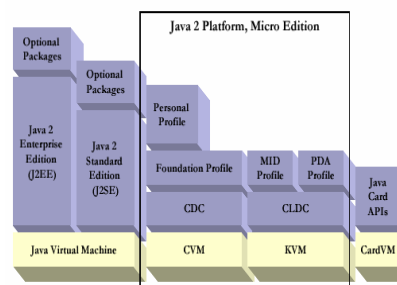 Java 2 Platform, Micro Edition
Optional
Packages
Optional
Packages
Personal
Profile
Java 2
Enterprise
Edition
(J2EE)
Java 2
Standard
Edition
(J2SE)
Foundation Profile
MID
Profile
PDA
Profile
Java
Card
APIs
CDC
CLDC
Java Virtual Machine
CVM
KVM
CardVM